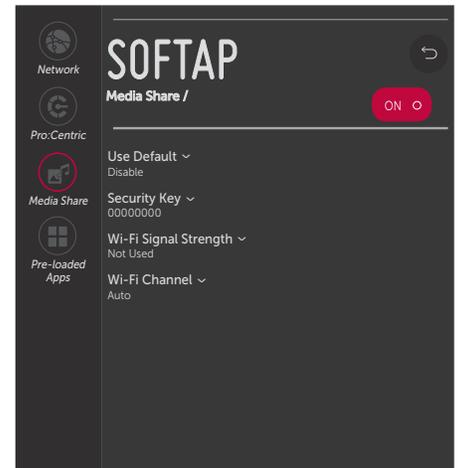 Network
Pro:Centric
Media Share
Pre-loaded
Apps
SOFTAP
Media Share /
ON
Use Default
Disable
Security Key
00000000
Wi-Fi Signal Strength
Not Used
Wi-Fi Channel
Auto